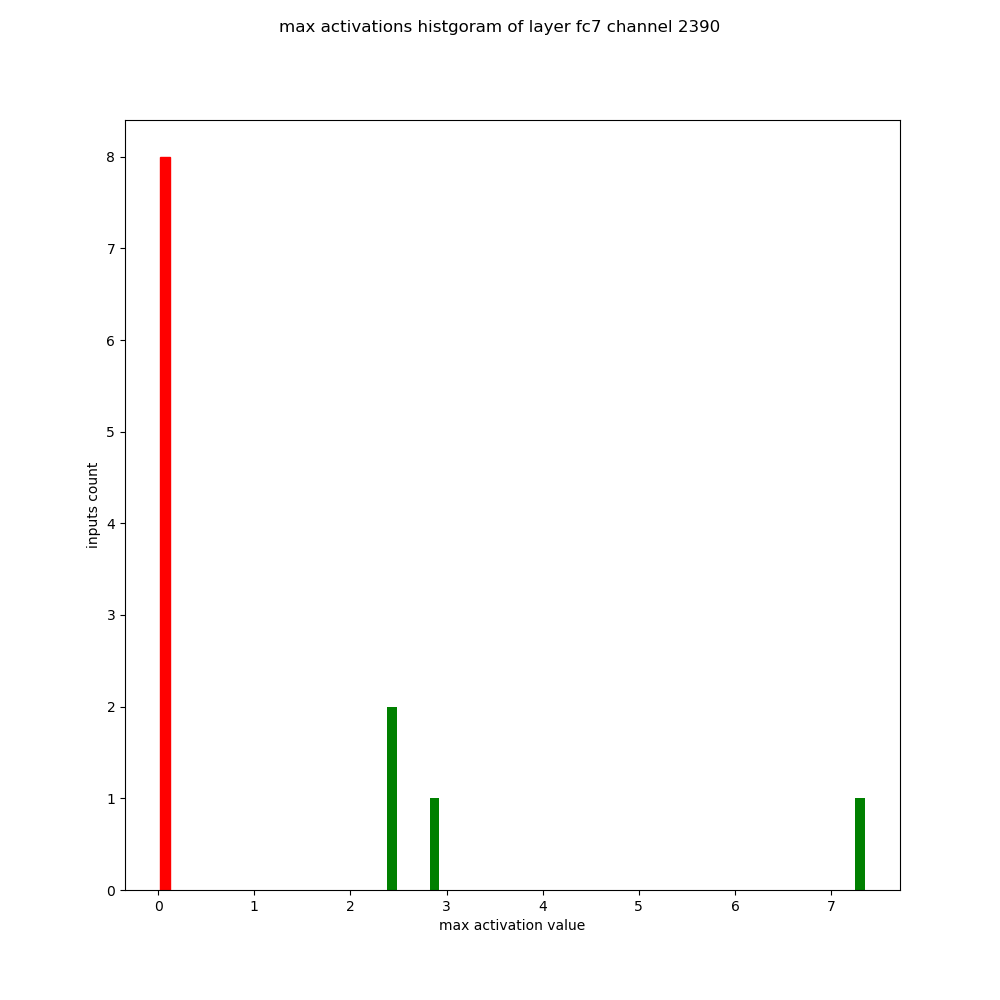 max activations histgoram of layer fc7 channel 2390
8
7
6
5
4
3
2
1
0
inputs count
0 1 2 3 4 5 6 7
max activation value